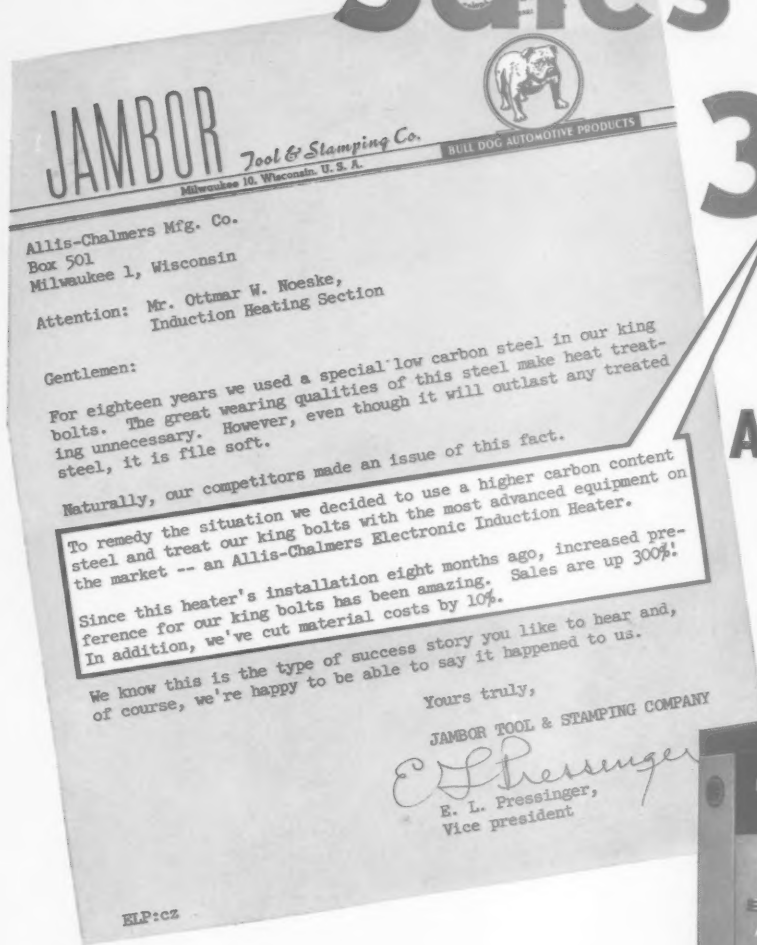 Sales
3
A
JAMBOR
Tool & Stamping Co.
Milwaukee 10, Wisconsin, U. S. A.
BULL DOG AUTOMOTIVE PRODUCTS
Allis-Chalmers Mfg. Co.
Box 501
Milwaukee 1, Wisconsin
Attention: Mr. Ottmar W. Noeske,
Induction Heating Section
Gentlemen:
For eighteen years we used a special low carbon steel in our king
bolts. The great wearing qualities of this steel make heat treat-
ing unnecessary. However, even though it will outlast any treated
steel, it is file soft.
Naturally, our competitors made an issue of this fact.
To remedy the situation we decided to use a higher carbon content
steel and treat our king bolts with the most advanced equipment on
the market -- an Allis-Chalmers Electronic Induction Heater.
Since this heater's installation eight months ago, increased pre-
ference for our king bolts has been amazing. Sales are up 300%!
In addition, we've cut material costs by 10%.
We know this is the type of success story you like to hear and,
of course, we're happy to be able to say it happened to us.
Yours truly,
JAMBOR TOOL & STAMPING COMPANY
E L Pressinger
E. L. Pressinger,
Vice president
ELP:cz